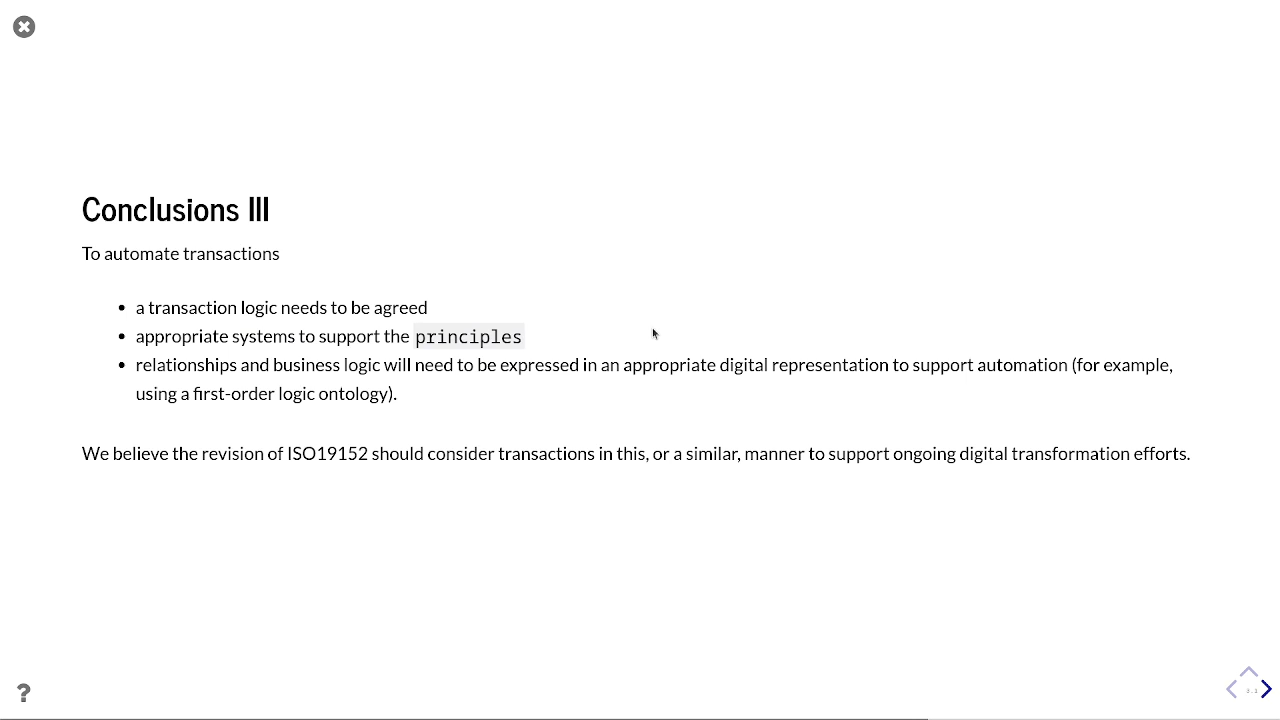 Conclusions III
To automate transactions
• a transaction logic needs to be agreed
• appropriate systems to support the principles
• relationships and business logic will need to be expressed in an appropriate digital representation to support automation (for example,
using a first-order logic ontology).
We believe the revision of ISO19152 should consider transactions in this, or a similar, manner to support ongoing digital transformation efforts.
?
3.1